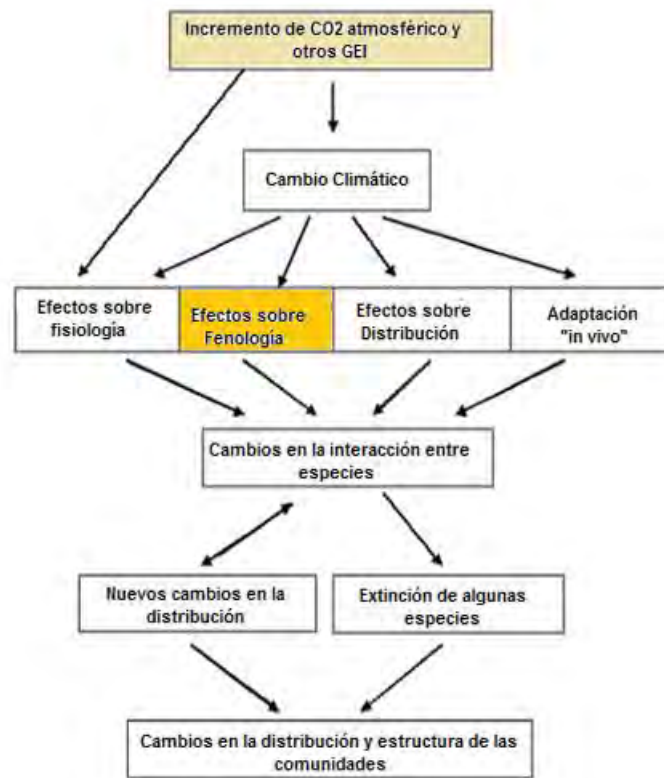 Incremento de CO2 atmosférico y
otros GEI
Cambio Climático
Efectos sobre
fisiología
Efectos sobre
Fenología
Efectos sobre
Distribución
Adaptación
"in vivo"
Cambios en la interacción entre
especies
Nuevos cambios en la
distribución
Extinción de algunas
especies
Cambios en la distribución y estructura de las
comunidades